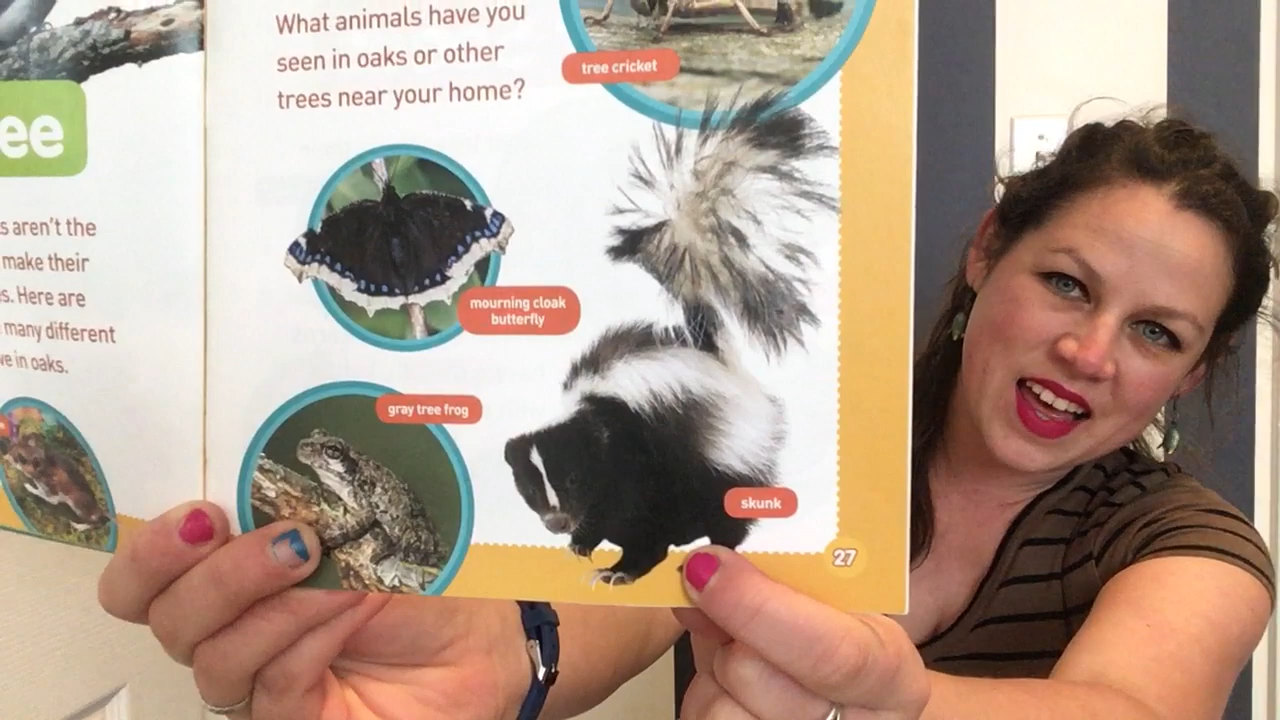 ee
s aren't the
make their
s. Here are
many different
ve in oaks.
What animals have you
seen in oaks or other
trees near your home?
tree cricket
mourning cloak
butterfly
gray tree frog
skunk
27